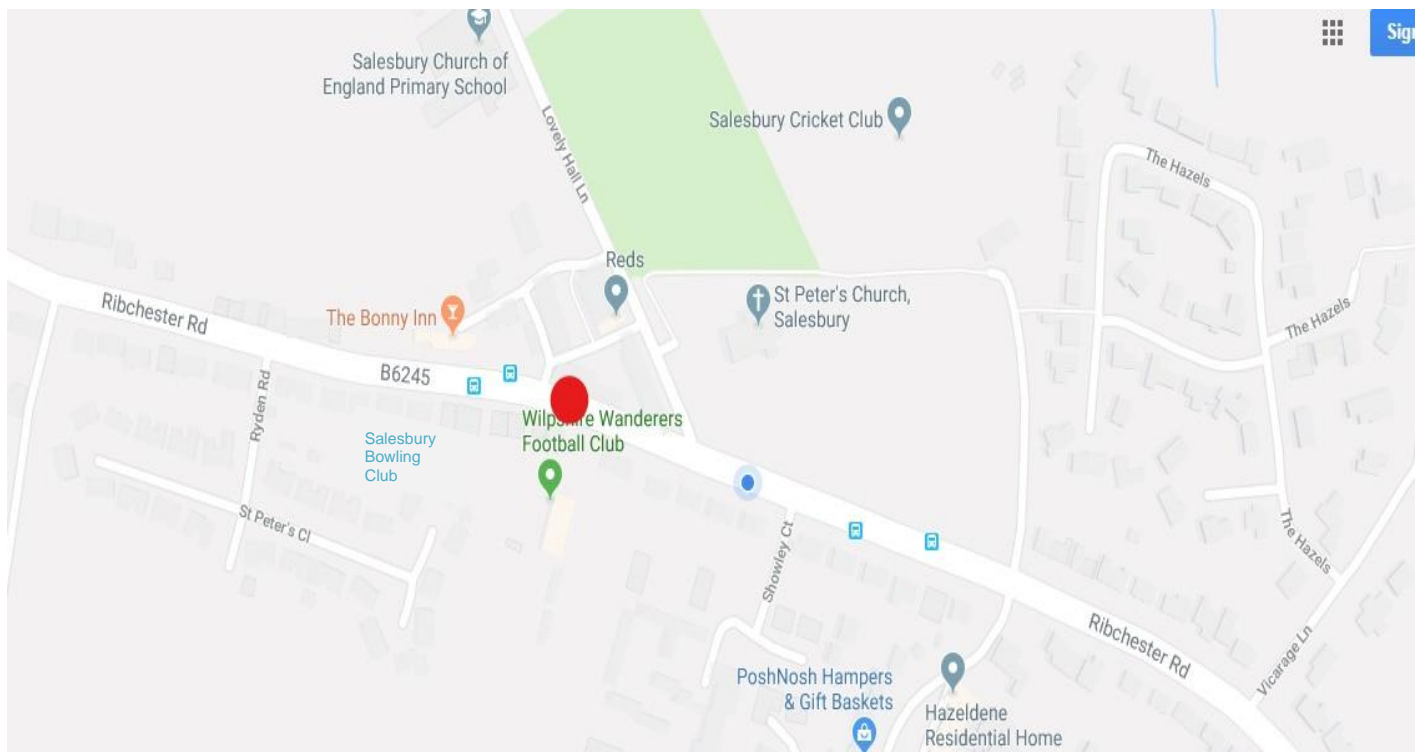 Sign
Salesbury Church of
England Primary School
Lovely Hall Ln
Salesbury Cricket Club
The Hazels
Reds
St Peter's Church,
Salesbury
Ribchester Rd
The Bonny Inn
The Hazels
B6245
Ryden Rd
Wilpshire Wanderers
Football Club
Salesbury
Bowling
Club
St Peter's Cl
Showley Ct
The Hazels
Ribchester Rd
Vicarage Ln
PoshNosh Hampers
& Gift Baskets
Hazeldene
Residential Home